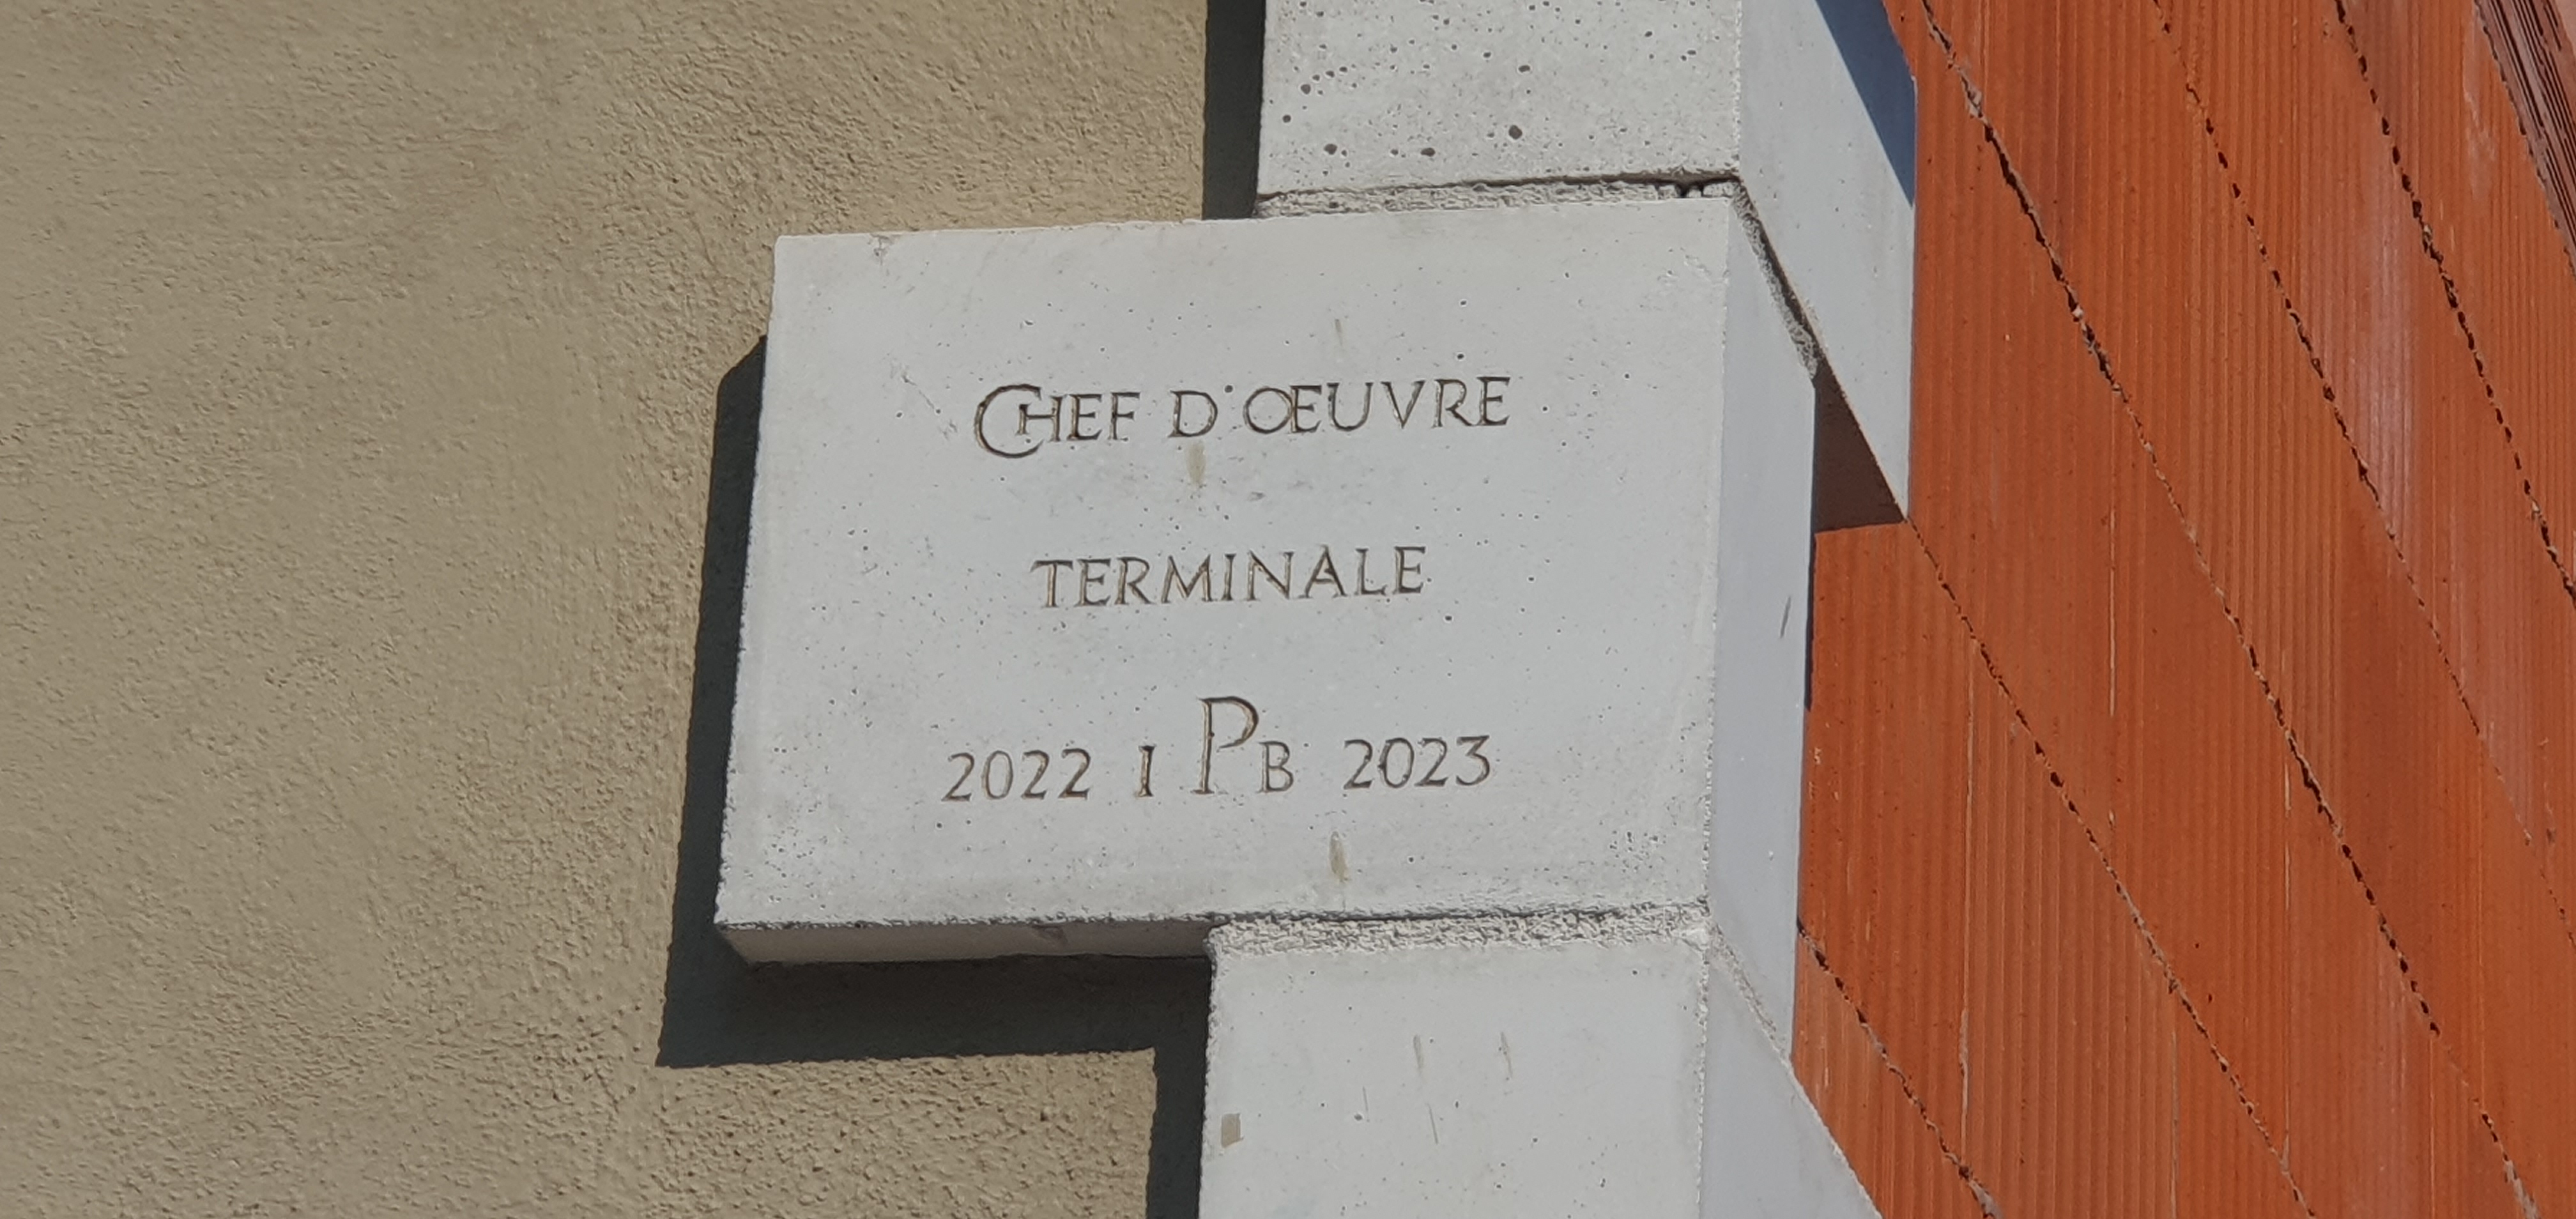 CHEF D'ŒUVRE
TERMINALE
2022 I PB 2023